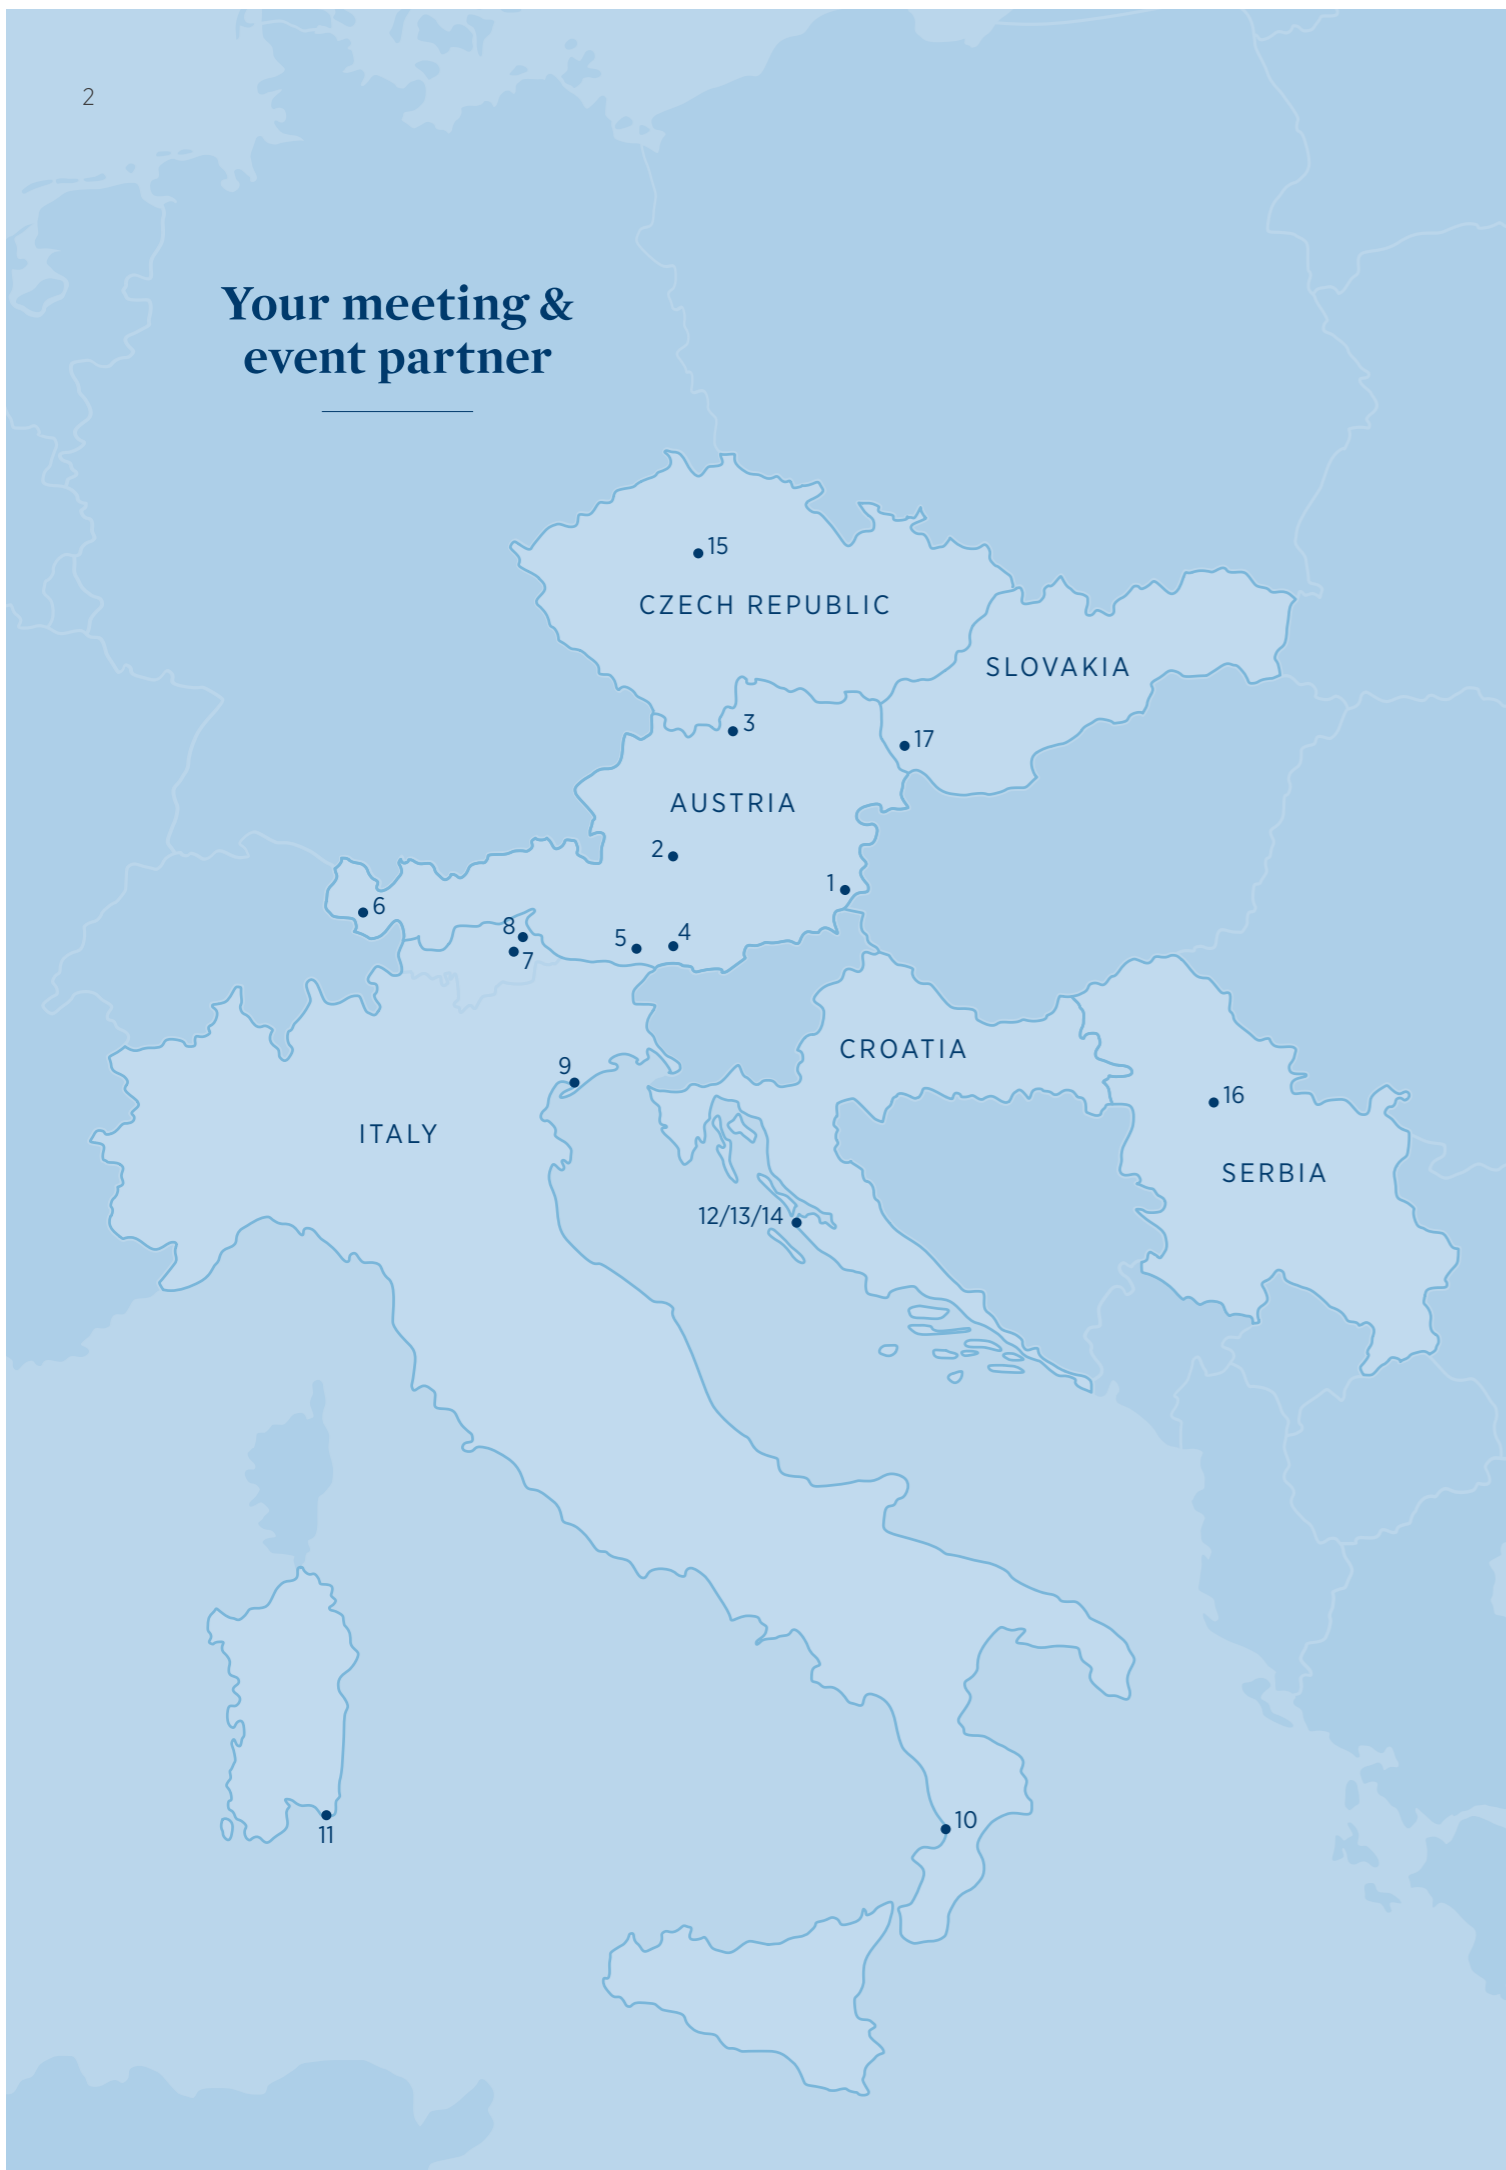 2
Your meeting &
event partner
15
CZECH REPUBLIC
SLOVAKIA
3
17
AUSTRIA
2
1
6
8
5
4
7
CROATIA
9
16
ITALY
SERBIA
12/13/14
10
11